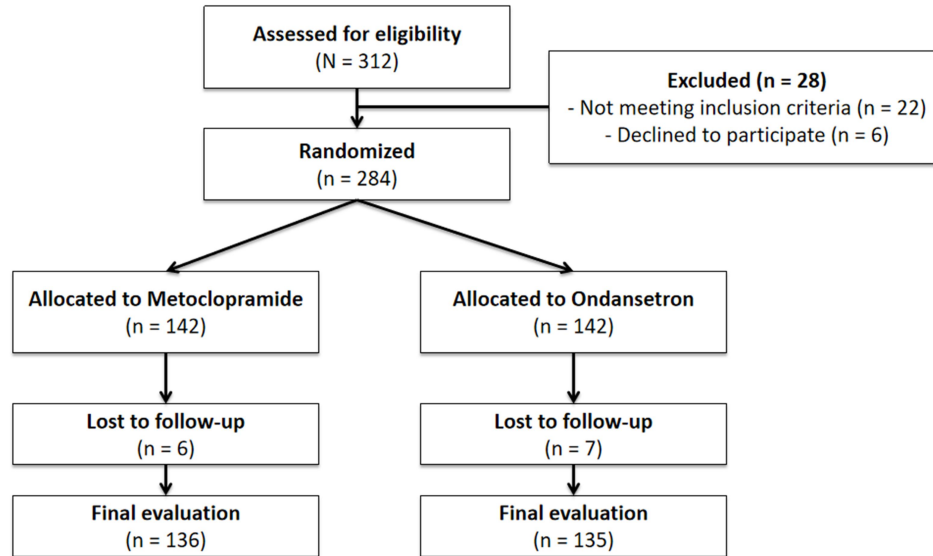 Assessed for eligibility
(N = 312)
Excluded (n = 28)
- Not meeting inclusion criteria (n = 22)
- Declined to participate (n = 6)
Randomized
(n = 284)
Allocated to Metoclopramide
(n = 142)
Allocated to Ondansetron
(n = 142)
Lost to follow-up
(n = 6)
Lost to follow-up
(n = 7)
Final evaluation
(n = 136)
Final evaluation
(n = 135)